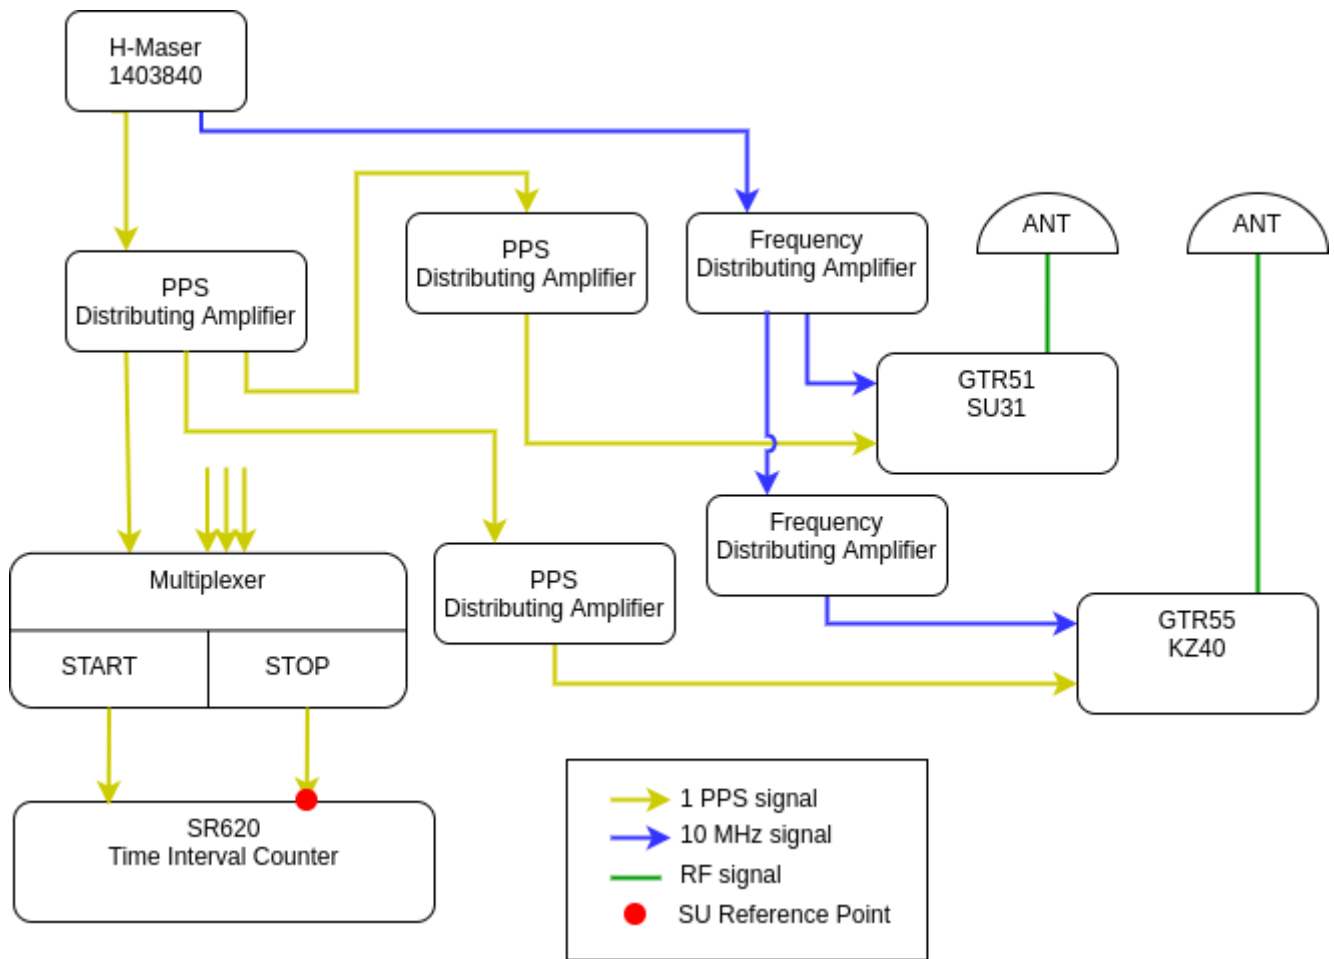 H-Maser
1403840
PPS
Distributing Amplifier
PPS
Distributing Amplifier
Frequency
Distributing Amplifier
ANT
ANT
GTR51
SU31
Multiplexer
START
STOP
PPS
Distributing Amplifier
Frequency
Distributing Amplifier
GTR55
KZ40
SR620
Time Interval Counter
1 PPS signal
10 MHz signal
RF signal
SU Reference Point